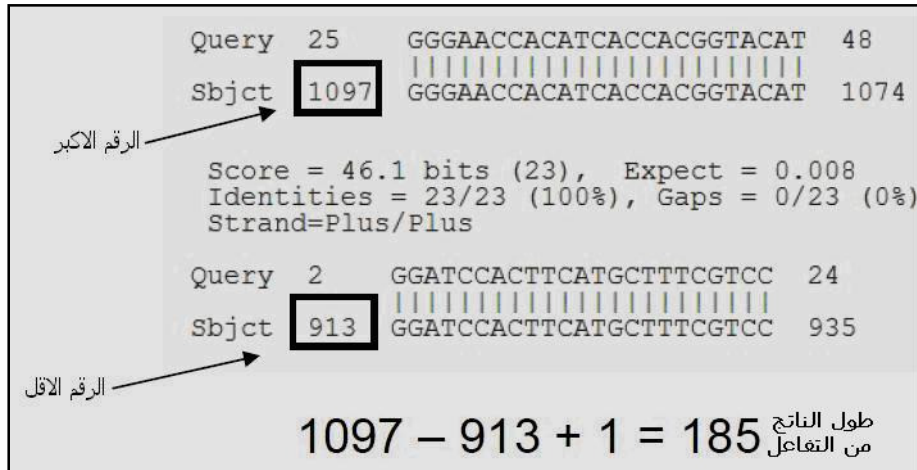 Query 25 GGGAACCACATCACCACGGTACAT 48
||||||||||||||||||||||||
Sbjct 1097 GGGAACCACATCACCACGGTACAT 1074
الرقم الاكبر
Score = 46.1 bits (23), Expect = 0.008
Identities = 23/23 (100%), Gaps = 0/23 (0%)
Strand=Plus/Plus
Query 2 GGATCCACTTCATGCTTTCGTCC 24
|||||||||||||||||||||||
Sbjct 913 GGATCCACTTCATGCTTTCGTCC 935
الرقم الاقل
1097 – 913 + 1 = 185 طول الناتج
من التفاعل